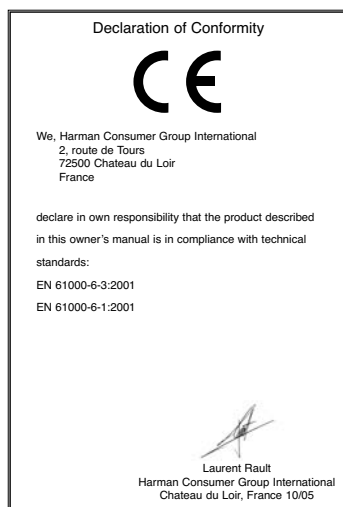 Declaration of Conformity
CE
We, Harman Consumer Group International
2, route de Tours
72500 Chateau du Loir
France
declare in own responsibility that the product described
in this owner's manual is in compliance with technical
standards:
EN 61000-6-3:2001
EN 61000-6-1:2001
Laurent Rault
Harman Consumer Group International
Chateau du Loir, France 10/05